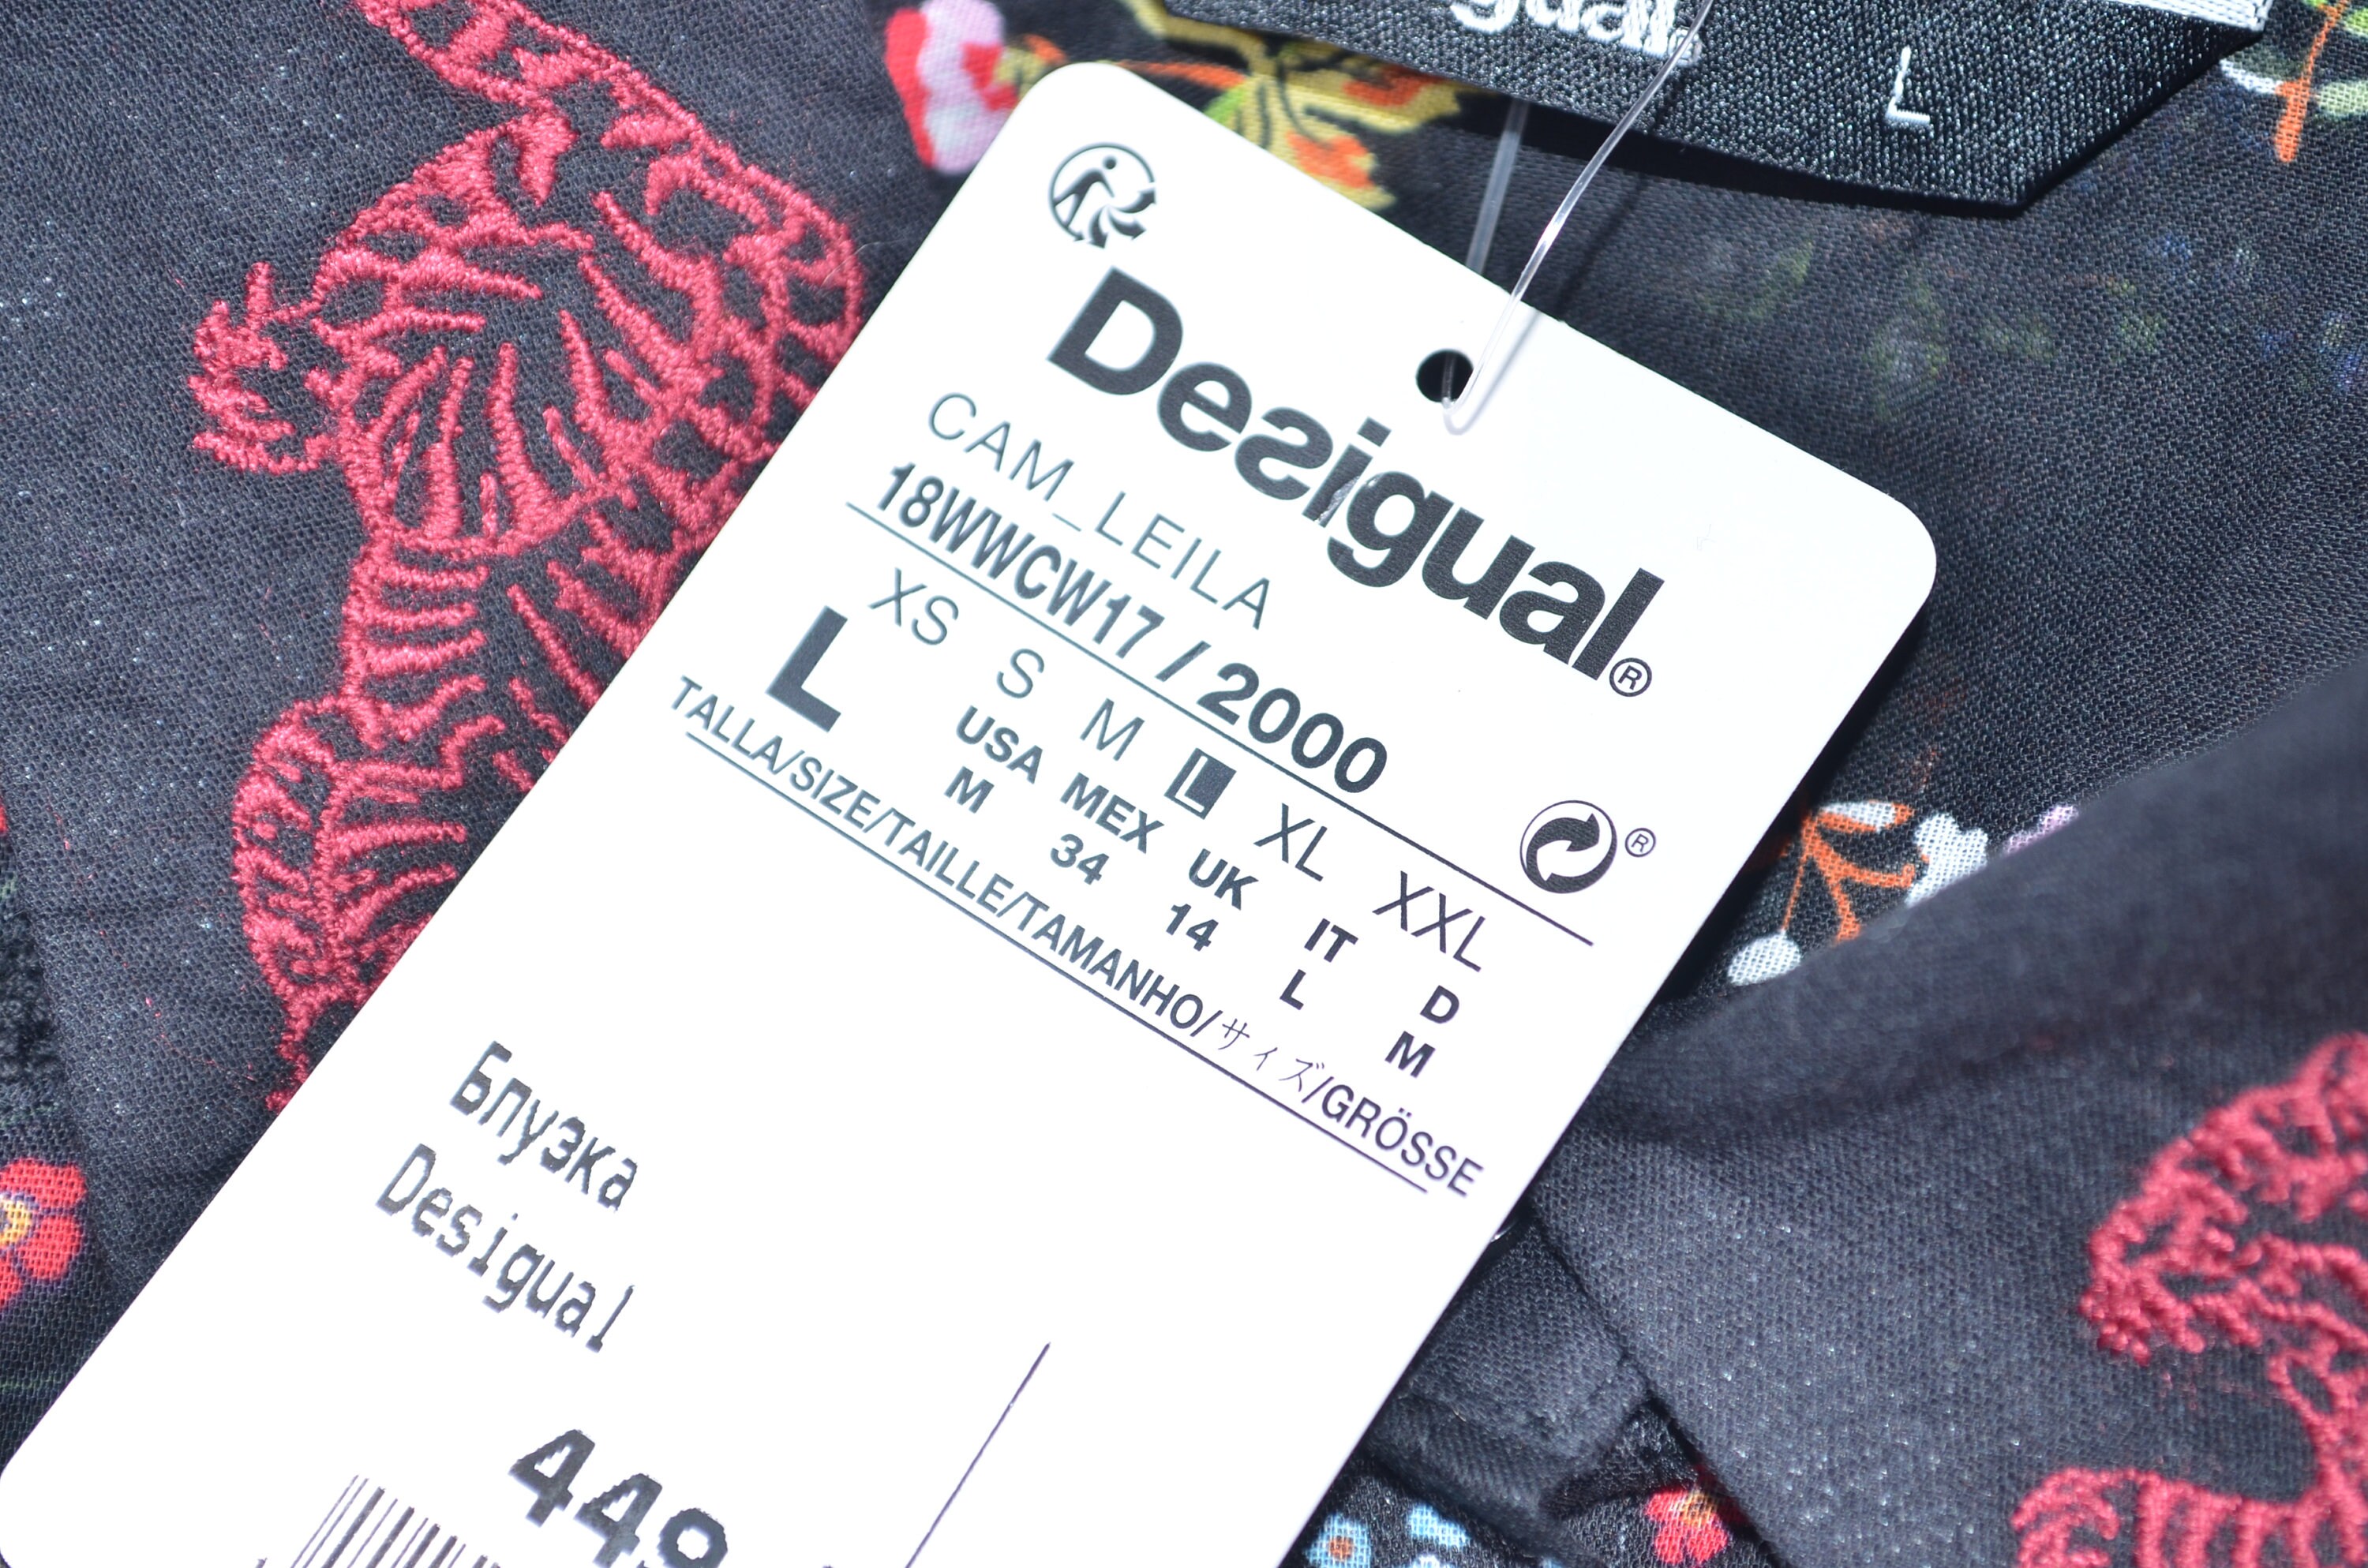 gual.
L
Desigual®
CAM_LEILA
18WWCW17 / 2000
XS S M L XL XXL
L USA MEX UK IT D
M 34 14 L M
TALLA/SIZE/TAILLE/TAMANHO/サイズ/GRÖSSE
®
Блузка
Desigual
449